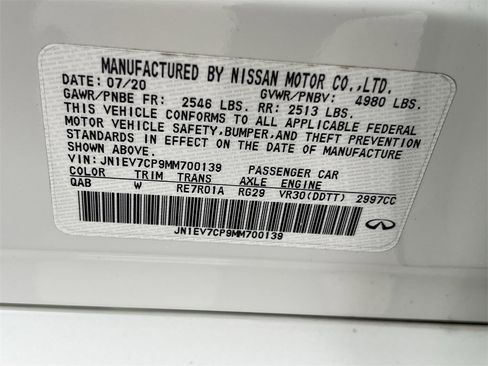 MANUFACTURED BY NISSAN MOTOR CO.,LTD.
DATE: 07/20 GVWR/PNBV: 4980 LBS.
GAWR/PNBE FR: 2546 LBS. RR: 2513 LBS.
THIS VEHICLE CONFORMS TO ALL APPLICABLE FEDERAL
MOTOR VEHICLE SAFETY,BUMPER,AND THEFT PREVENTION
STANDARDS IN EFFECT ON THE DATE OF MANUFACTURE
SHOWN ABOVE.
VIN: JN1EV7CP9MM700139 PASSENGER CAR
COLOR TRIM TRANS AXLE ENGINE
QAB W RE7R01A RG29 VR30(DDTT) 2997CC
JN1EV7CP9MM700139